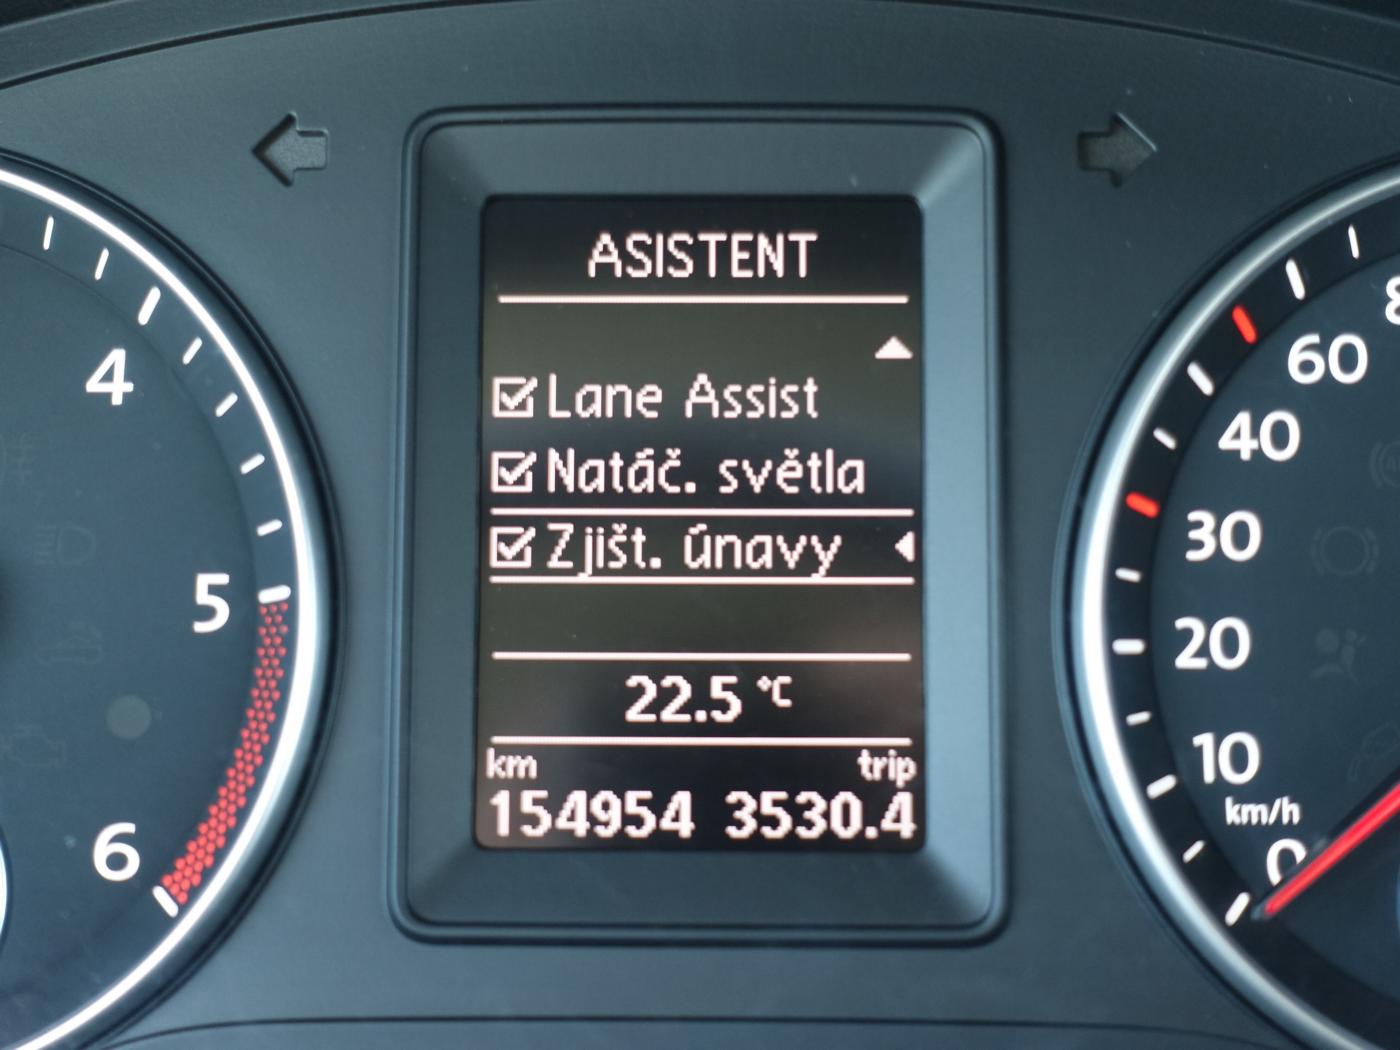 ASISTENT
Lane Assist
Natáč. světla
Zjišt. únavy
22.5 °C
km trip
154954 3530.4
4
5
6
60
40
30
20
10
km/h
0